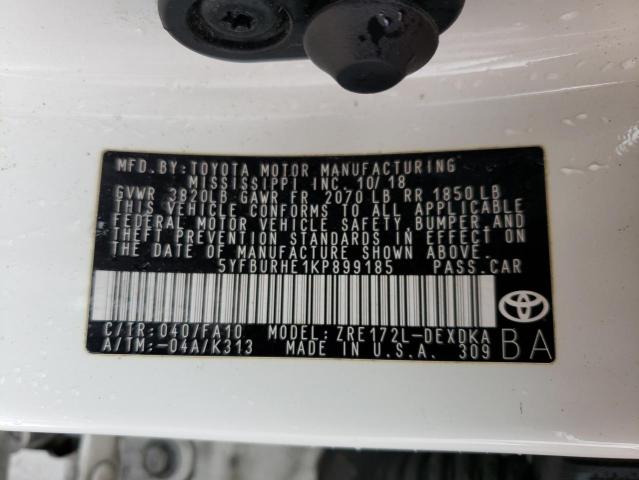 MFD.BY: TOYOTA MOTOR MANUFACTURING
MISSISSIPPI INC. 10/18
GVWR 3820LB GAWR FR 2070 LB RR 1850 LB
THIS VEHICLE CONFORMS TO ALL APPLICABLE
FEDERAL MOTOR VEHICLE SAFETY, BUMPER, AND
THEFT PREVENTION STANDARDS IN EFFECT ON
THE DATE OF MANUFACTURE SHOWN ABOVE.
5YFBURHE1KP899185 PASS.CAR
C/TR: 040/FA10 MODEL: ZRE172L-DEXDKA
A/TM:-04A/K313 MADE IN U.S.A. 309
BA